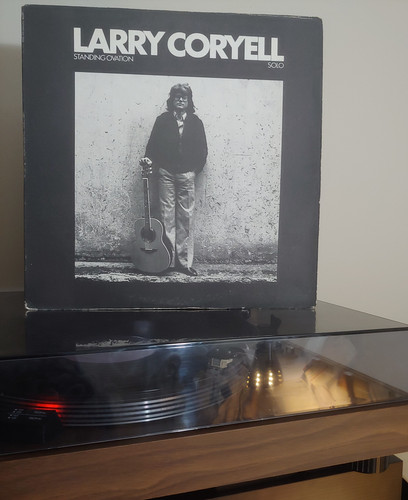 LARRY CORYELL
STANDING OVATION SOLO